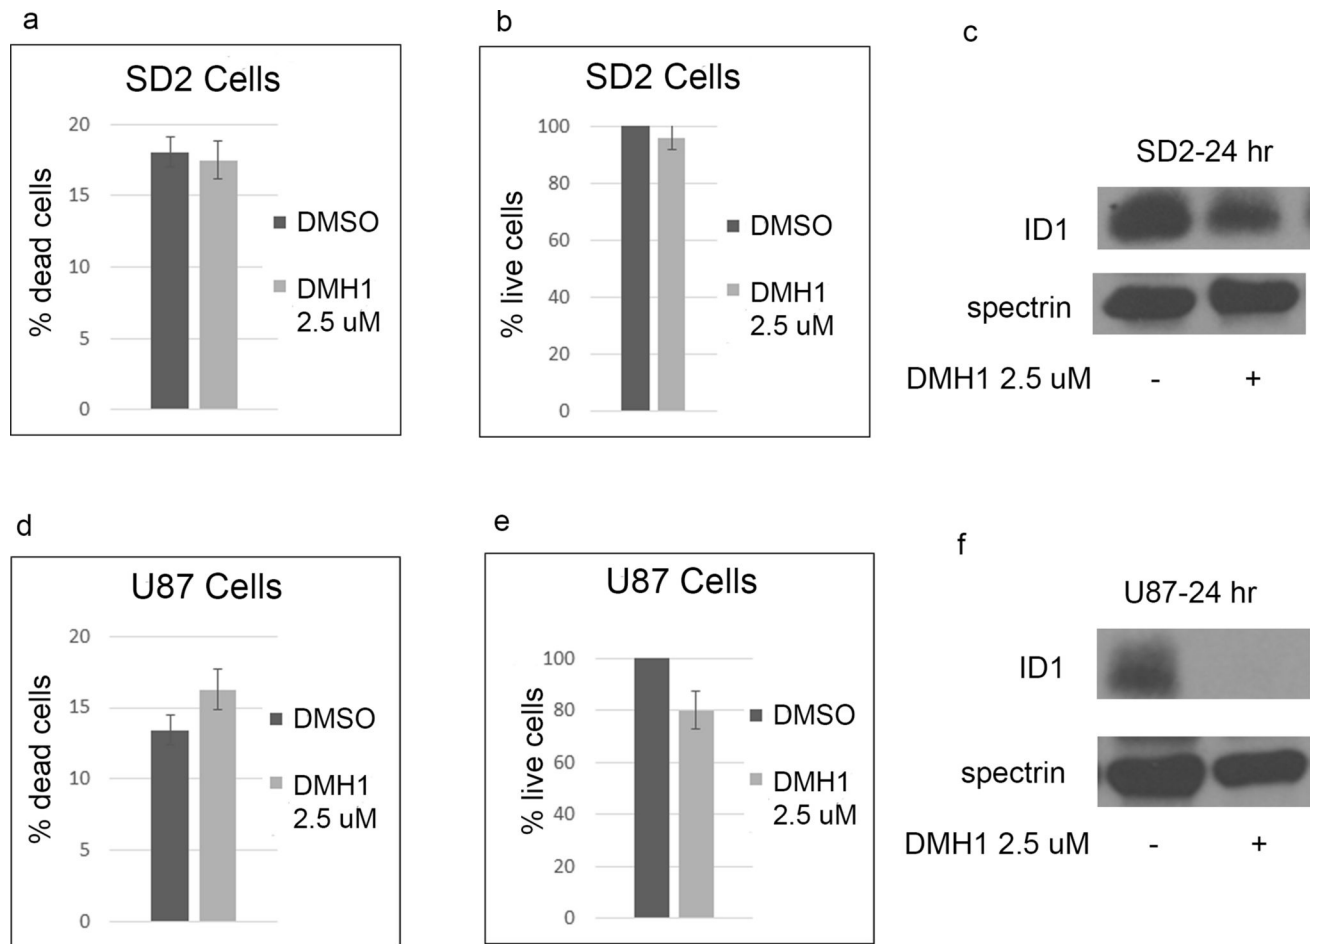 a
SD2 Cells
% dead cells
20
15
10
5
0
DMSO
DMH1
2.5 uM
b
SD2 Cells
% live cells
100
80
60
40
20
0
DMSO
DMH1
2.5 uM
c
SD2-24 hr
ID1
spectrin
DMH1 2.5 uM - +
d
U87 Cells
% dead cells
20
15
10
5
0
DMSO
DMH1
2.5 uM
e
U87 Cells
% live cells
100
80
60
40
20
0
DMSO
DMH1
2.5 uM
f
U87-24 hr
ID1
spectrin
DMH1 2.5 uM - +